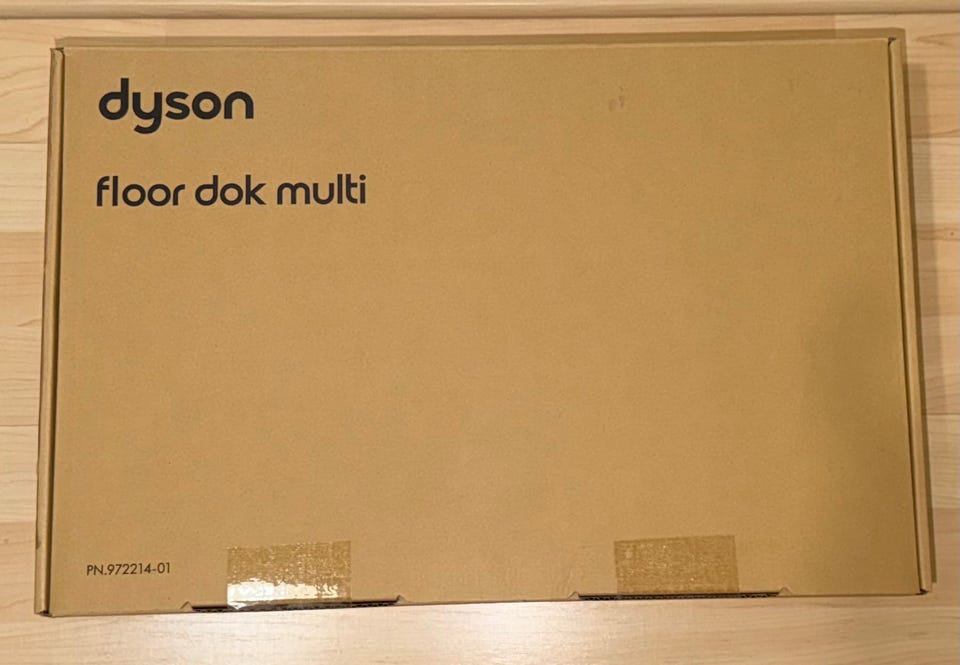 dyson
floor dok multi
PN.972214-01